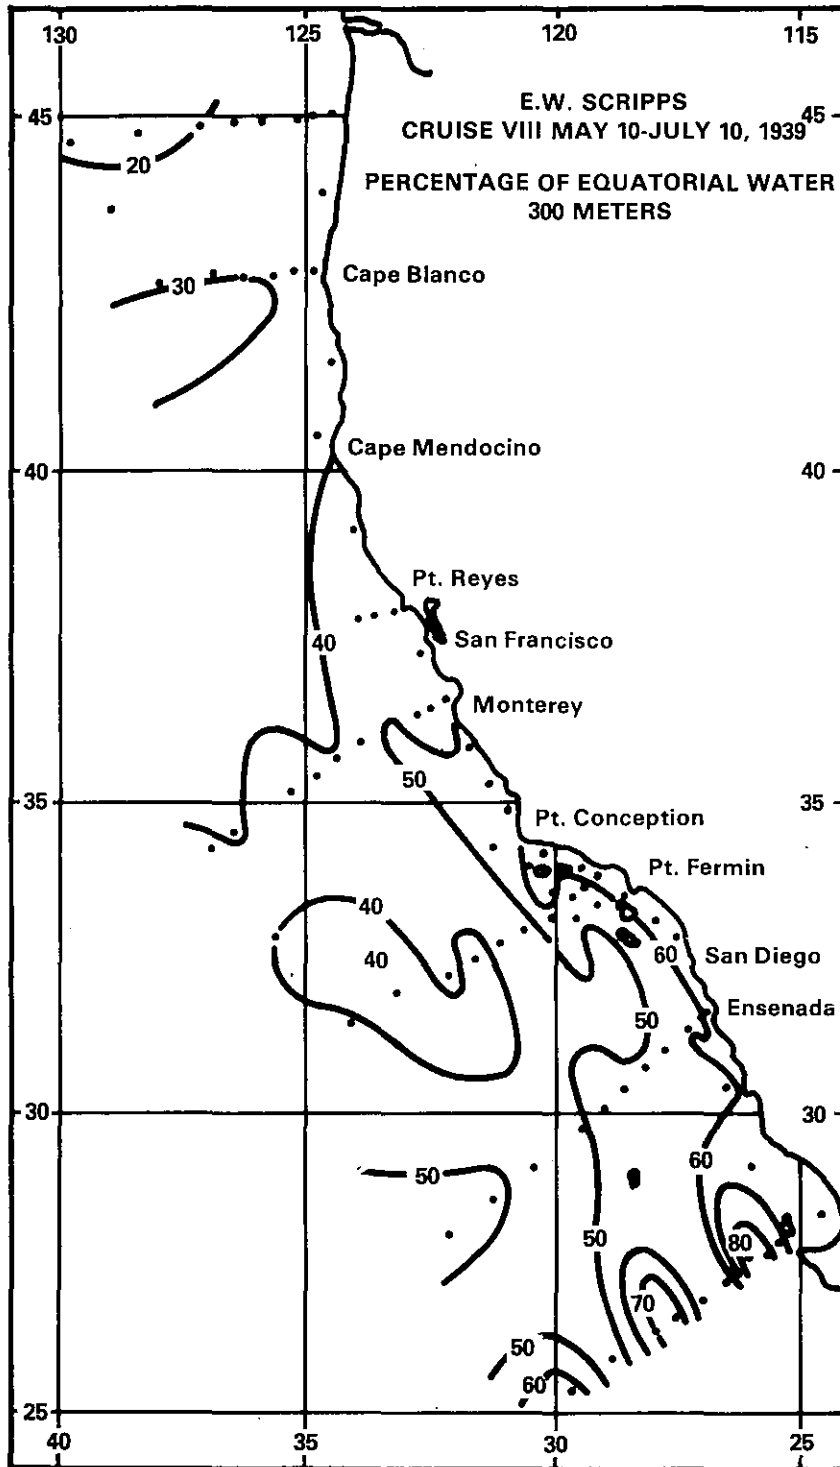 130 125 120 115
E.W. SCRIPPS
45 CRUISE VIII MAY 10-JULY 10, 1939 45
20
PERCENTAGE OF EQUATORIAL WATER
300 METERS
Cape Blanco
30
Cape Mendocino
40 40
Pt. Reyes
40 San Francisco
Monterey
50
35 35
Pt. Conception
Pt. Fermin
40
40 60 San Diego
50 Ensenada
30 30
60
50
50 80
70
50
60
25
40 35 30 25